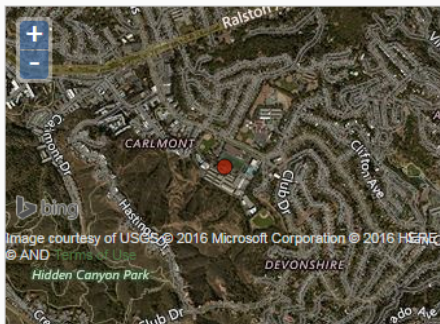 Ralston
+
-
Carlmont Dr
CARLMONT
Clifton Ave
Club Dr
bing
Hastings Dr
Image courtesy of USGS © 2016 Microsoft Corporation © 2016 HERE
© AND Terms of Use
DEVONSHIRE
Hidden Canyon Park
Club Dr